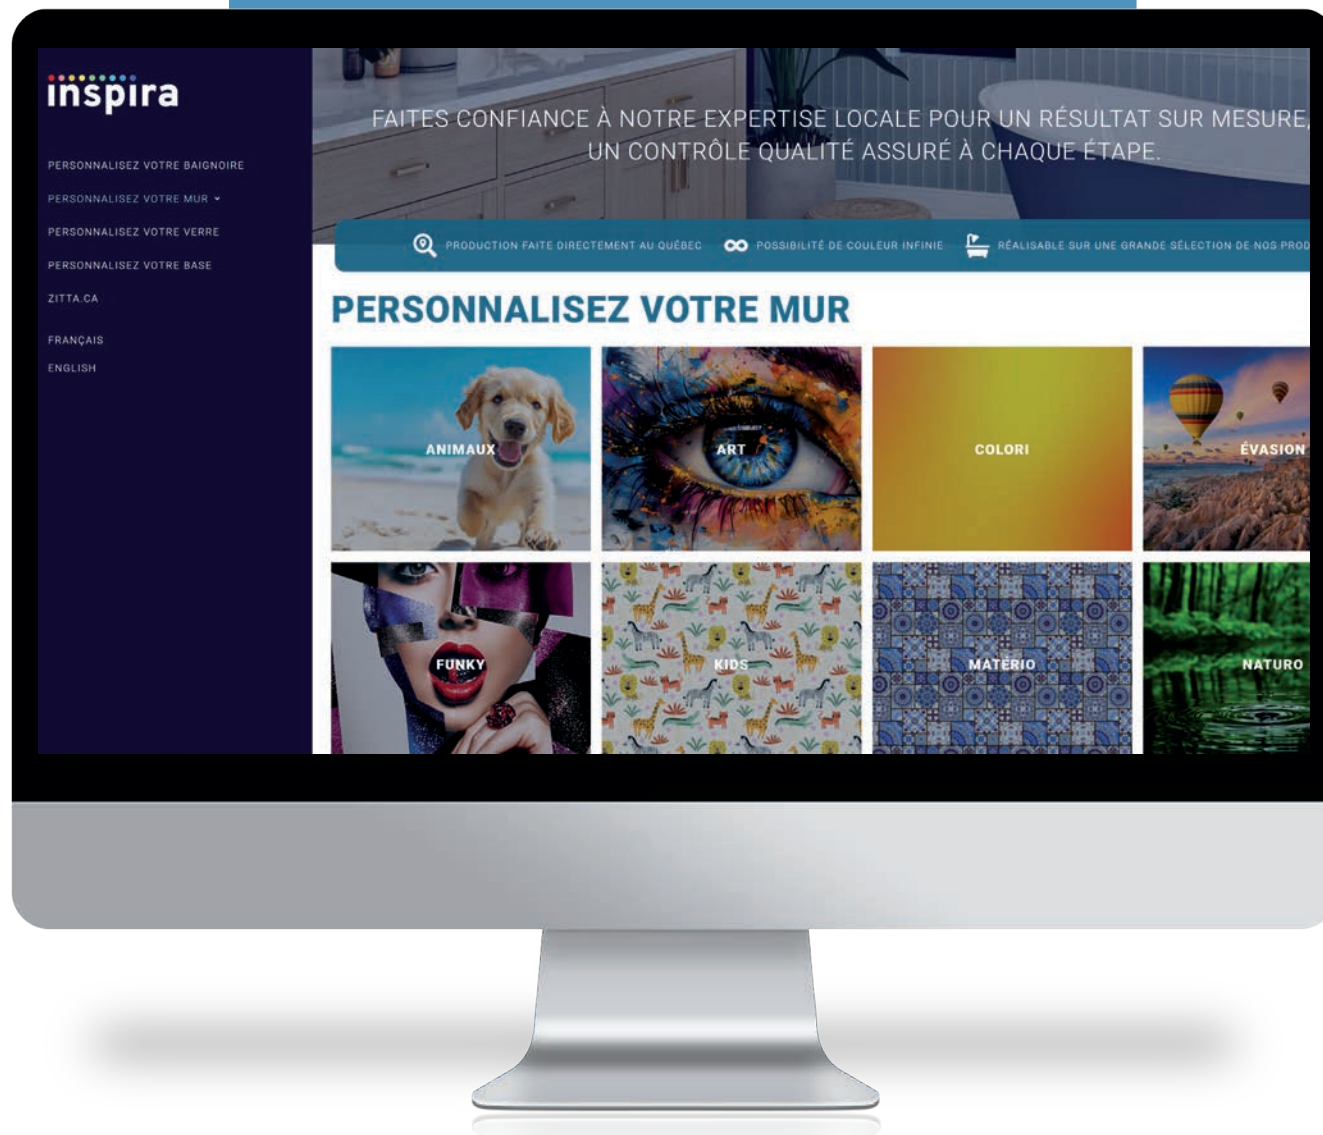 inspira
PERSONNALISEZ VOTRE BAIGNOIRE
PERSONNALISEZ VOTRE MUR
PERSONNALISEZ VOTRE VERRE
PERSONNALISEZ VOTRE BASE
ZITTA.CA
FRANÇAIS
ENGLISH
FAITES CONFIANCE À NOTRE EXPERTISE LOCALE POUR UN RÉSULTAT SUR MESURE,
UN CONTRÔLE QUALITÉ ASSURÉ À CHAQUE ÉTAPE.
PRODUCTION FAITE DIRECTEMENT AU QUÉBEC
POSSIBILITÉ DE COULEUR INFINIE
RÉALISABLE SUR UNE GRANDE SÉLECTION DE NOS PROD
PERSONNALISEZ VOTRE MUR
ANIMAUX
ART
COLORI
ÉVASION
FUNKY
KIDS
MATÉRIO
NATURO